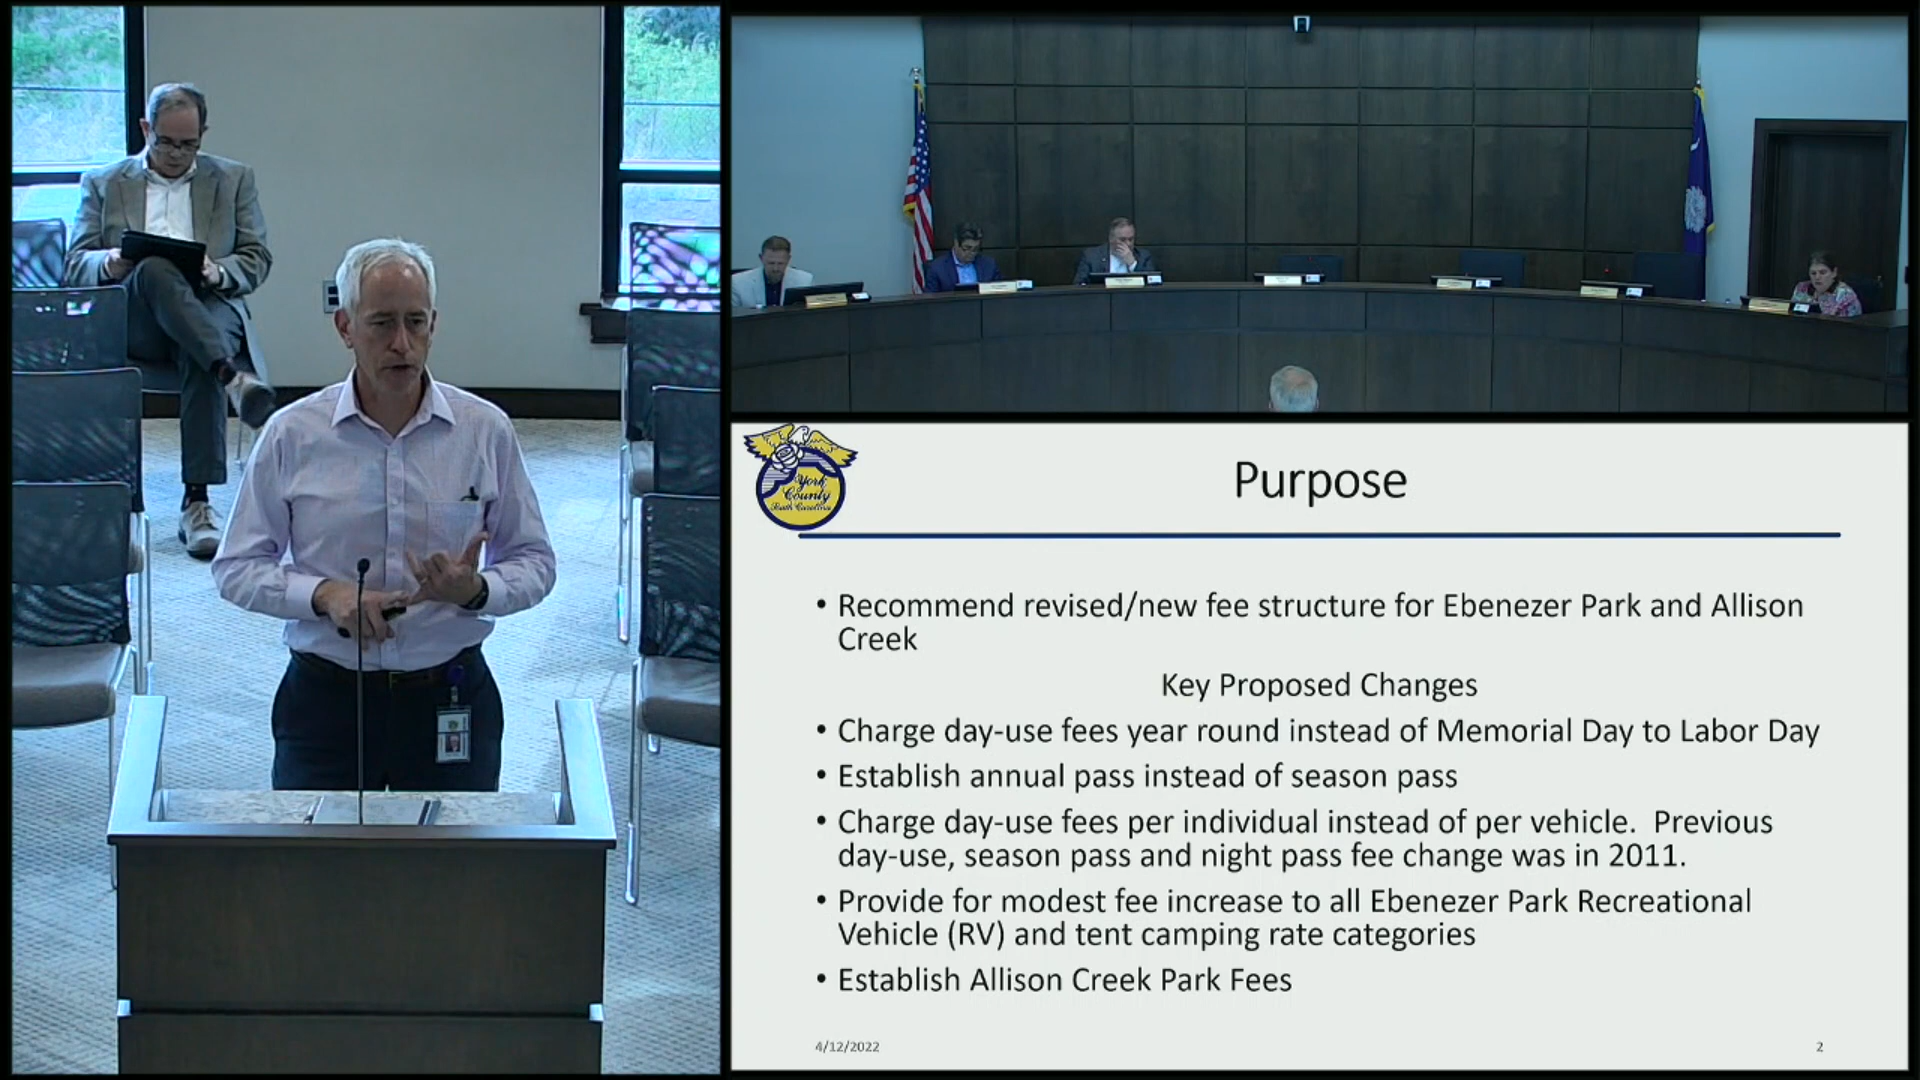 York
County
South Carolina
Purpose
• Recommend revised/new fee structure for Ebenezer Park and Allison
Creek
Key Proposed Changes
• Charge day-use fees year round instead of Memorial Day to Labor Day
• Establish annual pass instead of season pass
• Charge day-use fees per individual instead of per vehicle.  Previous
day-use, season pass and night pass fee change was in 2011.
• Provide for modest fee increase to all Ebenezer Park Recreational
Vehicle (RV) and tent camping rate categories
• Establish Allison Creek Park Fees
4/12/2022
2